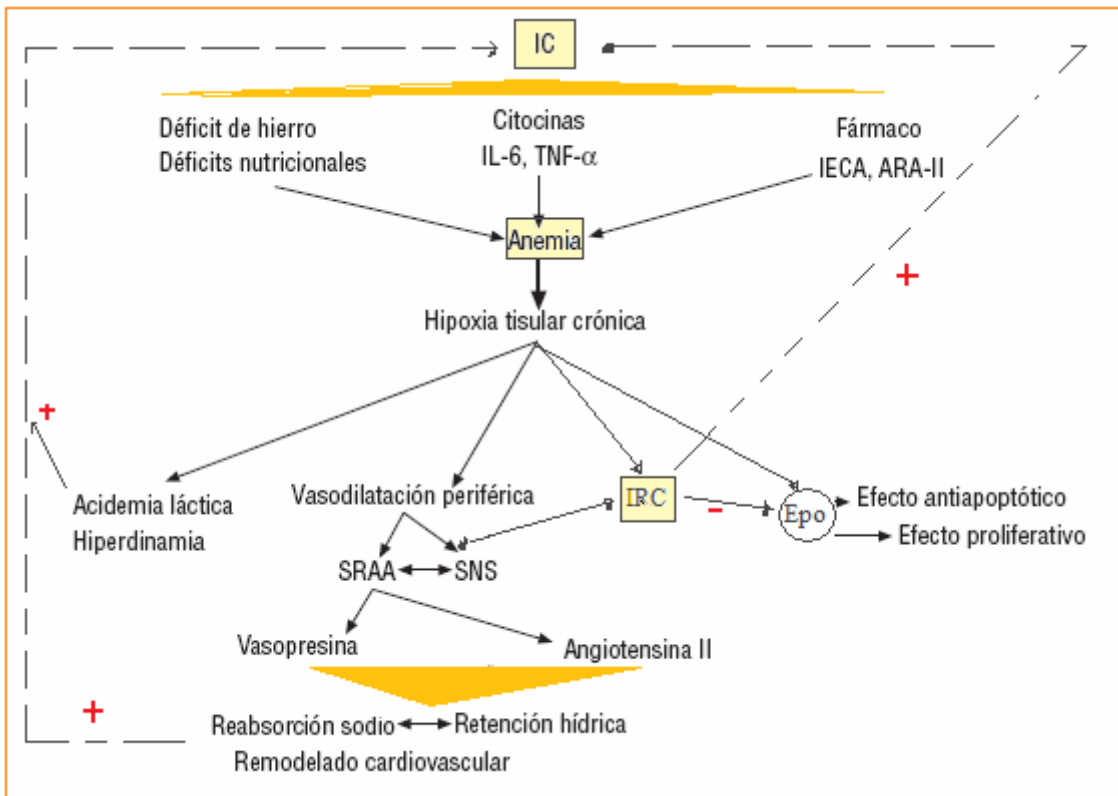 IC
Déficit de hierro
Déficits nutricionales
Citocinas
IL-6, TNF-α
Fármaco
IECA, ARA-II
Anemia
+
Hipoxia tisular crónica
+
Acidemia láctica
Hiperdinamia
Vasodilatación periférica
IRC
-
Epo
Efecto antiapoptótico
Efecto proliferativo
SRAA
SNS
Vasopresina
Angiotensina II
+
Reabsorción sodio
Retención hídrica
Remodelado cardiovascular